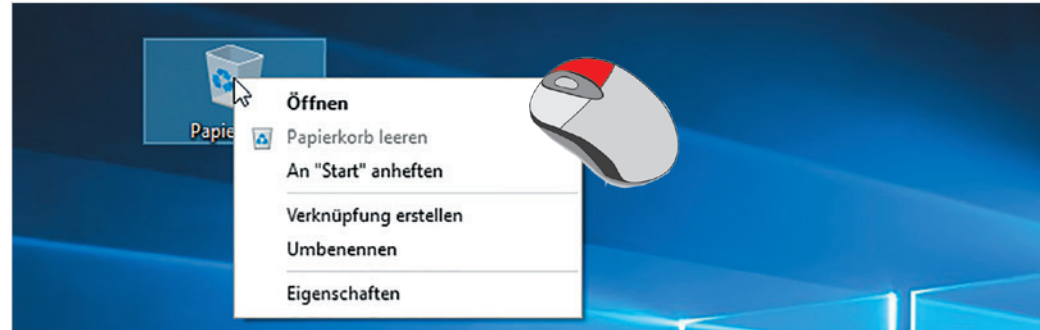 Öffnen
Papie
Papierkorb leeren
An "Start" anheften
Verknüpfung erstellen
Umbenennen
Eigenschaften